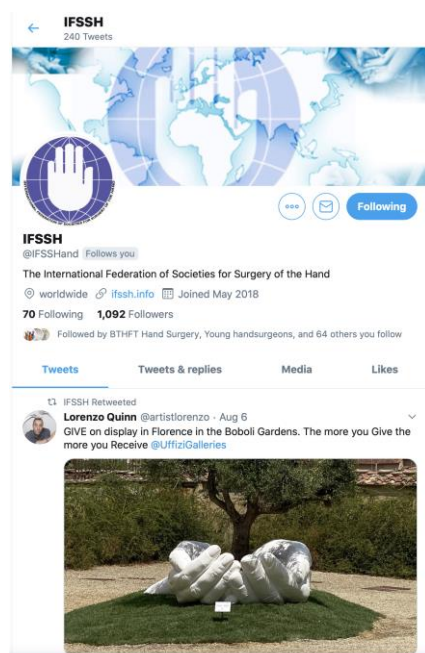 IFSSH
240 Tweets
Following
IFSSH
@IFSSHand Follows you
The International Federation of Societies for Surgery of the Hand
worldwide ifssh.info Joined May 2018
70 Following 1,092 Followers
Followed by BTHFT Hand Surgery, Young handsurgeons, and 64 others you follow
Tweets Tweets & replies Media Likes
IFSSH Retweeted
Lorenzo Quinn @artistlorenzo · Aug 6
GIVE on display in Florence in the Boboli Gardens. The more you Give the
more you Receive @UffiziGalleries